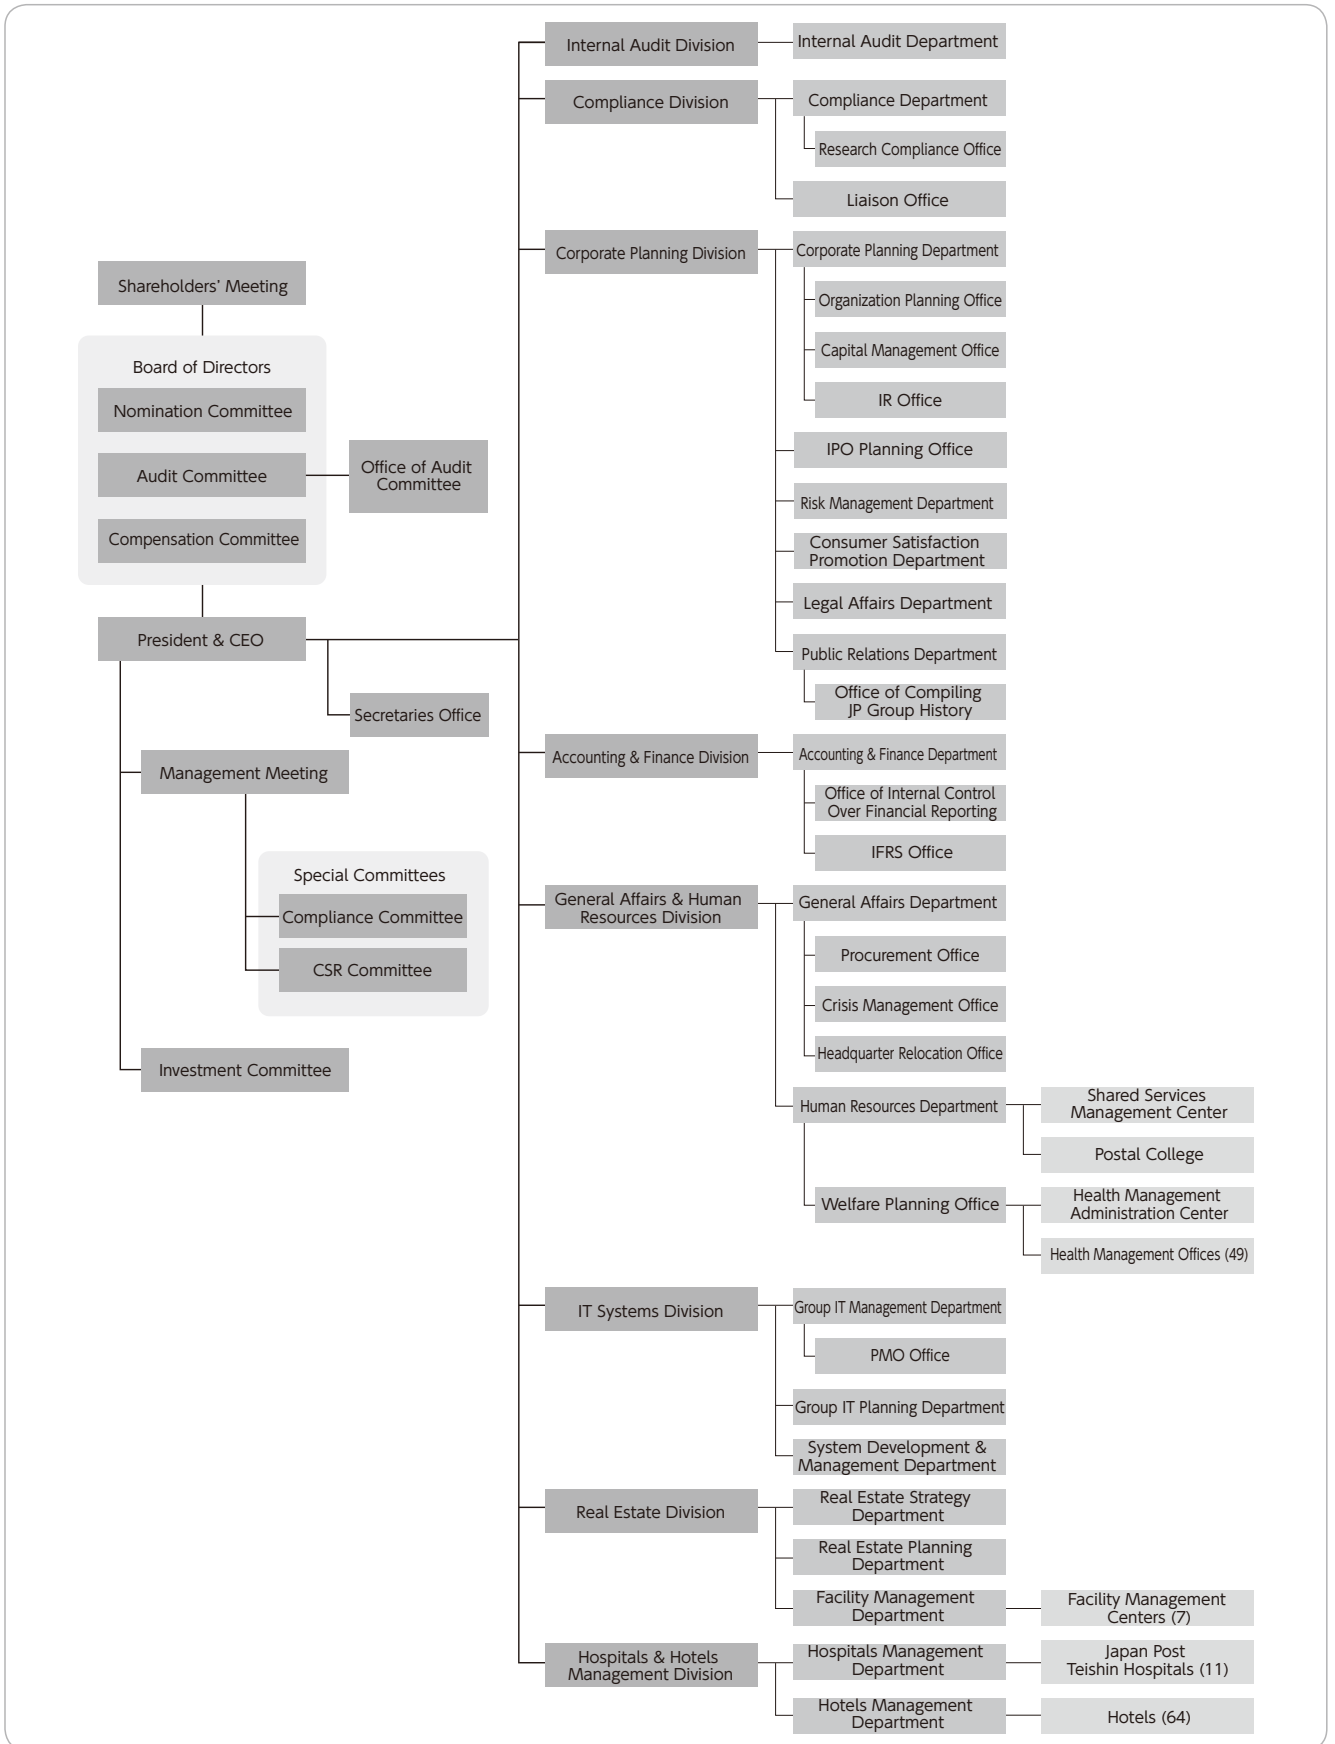 Shareholders' Meeting
Board of Directors
Nomination Committee
Audit Committee
Office of Audit
Committee
Compensation Committee
President & CEO
Secretaries Office
Management Meeting
Special Committees
Compliance Committee
CSR Committee
Investment Committee
Internal Audit Division
Internal Audit Department
Compliance Division
Compliance Department
Research Compliance Office
Liaison Office
Corporate Planning Division
Corporate Planning Department
Organization Planning Office
Capital Management Office
IR Office
IPO Planning Office
Risk Management Department
Consumer Satisfaction
Promotion Department
Legal Affairs Department
Public Relations Department
Office of Compiling
JP Group History
Accounting & Finance Division
Accounting & Finance Department
Office of Internal Control
Over Financial Reporting
IFRS Office
General Affairs & Human
Resources Division
General Affairs Department
Procurement Office
Crisis Management Office
Headquarter Relocation Office
Human Resources Department
Shared Services
Management Center
Postal College
Welfare Planning Office
Health Management
Administration Center
Health Management Offices (49)
IT Systems Division
Group IT Management Department
PMO Office
Group IT Planning Department
System Development &
Management Department
Real Estate Division
Real Estate Strategy
Department
Real Estate Planning
Department
Facility Management
Department
Facility Management
Centers (7)
Hospitals & Hotels
Management Division
Hospitals Management
Department
Japan Post
Teishin Hospitals (11)
Hotels Management
Department
Hotels (64)